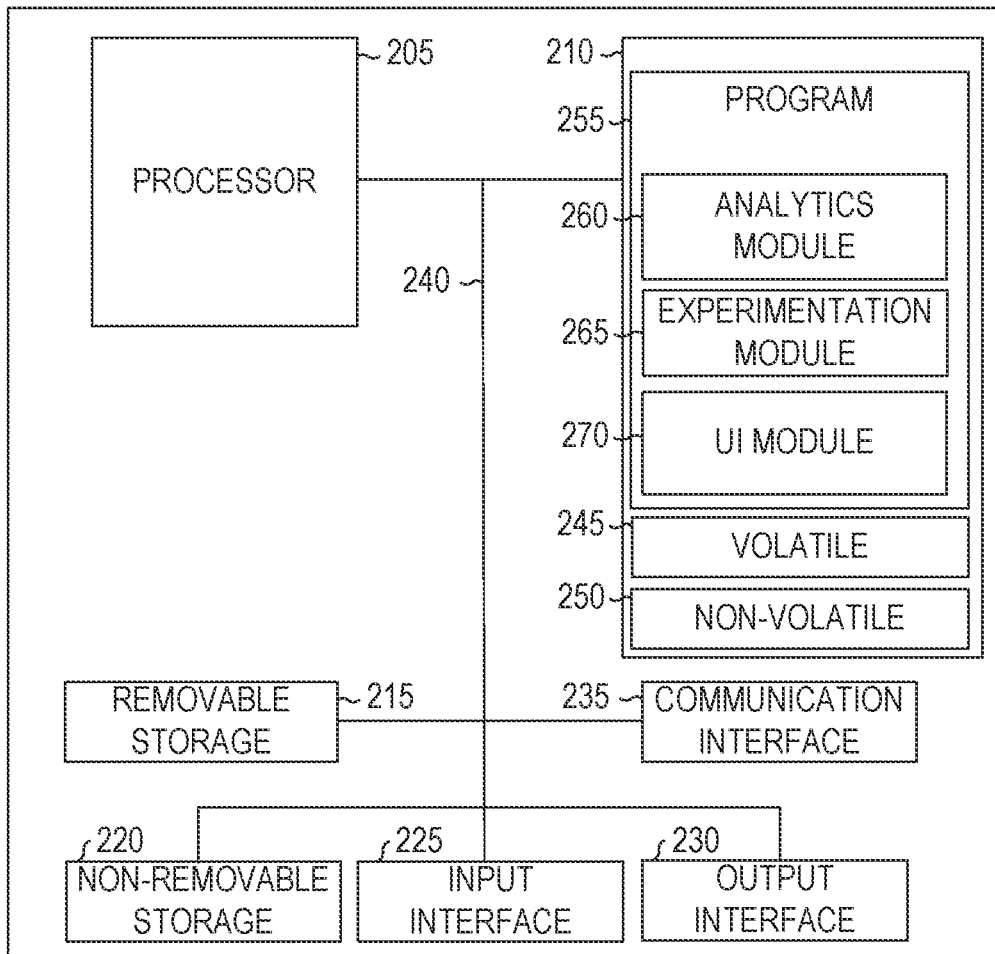 205
PROCESSOR
210
PROGRAM
255
ANALYTICS
MODULE
260
EXPERIMENTATION
MODULE
265
UI MODULE
270
240
245
VOLATILE
250
NON-VOLATILE
REMOVABLE
STORAGE
215
235
COMMUNICATION
INTERFACE
220
NON-REMOVABLE
STORAGE
225
INPUT
INTERFACE
230
OUTPUT
INTERFACE